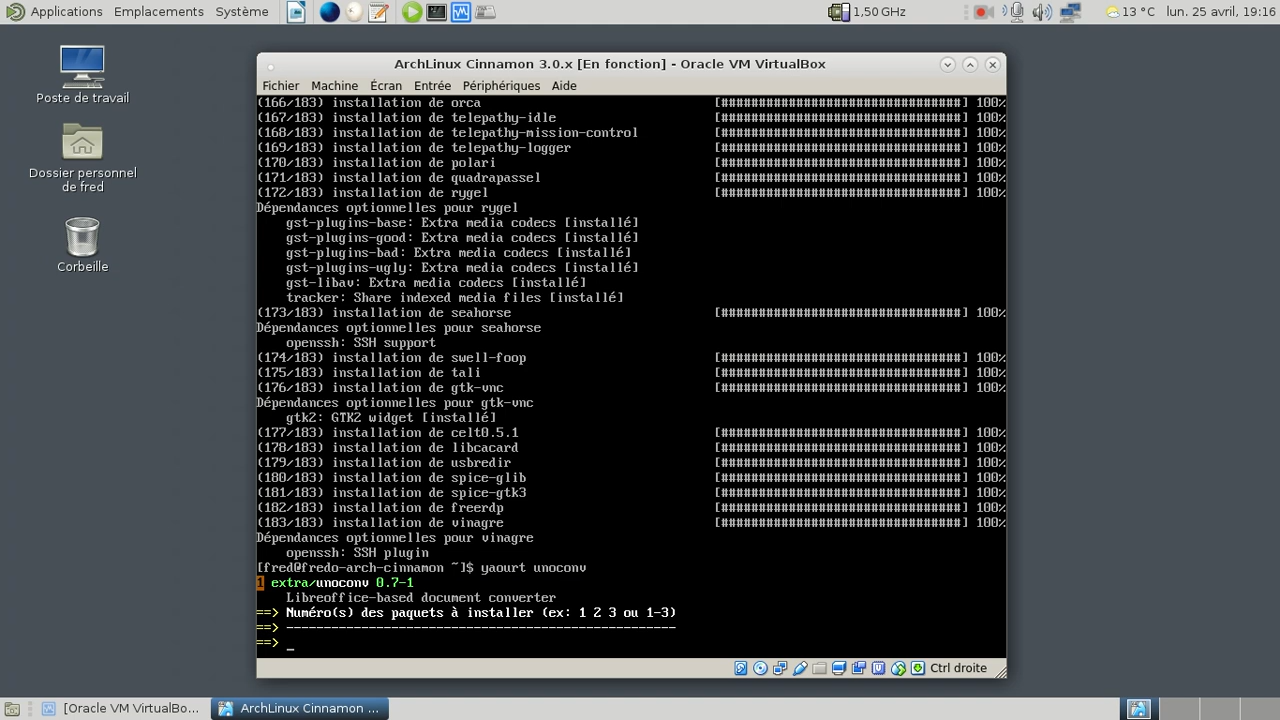 Applications Emplacements Système 1,50 GHz 13 °C lun. 25 avril, 19:16
Poste de travail
Dossier personnel
de fred
Corbeille
ArchLinux Cinnamon 3.0.x [En fonction] - Oracle VM VirtualBox
Fichier Machine Écran Entrée Périphériques Aide
(166/183) installation de orca [################################] 100%
(167/183) installation de telepathy-idle [################################] 100%
(168/183) installation de telepathy-mission-control [################################] 100%
(169/183) installation de telepathy-logger [################################] 100%
(170/183) installation de polari [################################] 100%
(171/183) installation de quadrapassel [################################] 100%
(172/183) installation de rygel [################################] 100%
Dépendances optionnelles pour rygel
gst-plugins-base: Extra media codecs [installé]
gst-plugins-good: Extra media codecs [installé]
gst-plugins-bad: Extra media codecs [installé]
gst-plugins-ugly: Extra media codecs [installé]
gst-libav: Extra media codecs [installé]
tracker: Share indexed media files [installé]
(173/183) installation de seahorse [################################] 100%
Dépendances optionnelles pour seahorse
openssh: SSH support
(174/183) installation de swell-foop [################################] 100%
(175/183) installation de tali [################################] 100%
(176/183) installation de gtk-vnc [################################] 100%
Dépendances optionnelles pour gtk-vnc
gtk2: GTK2 widget [installé]
(177/183) installation de celt0.5.1 [################################] 100%
(178/183) installation de libcacard [################################] 100%
(179/183) installation de usbredir [################################] 100%
(180/183) installation de spice-glib [################################] 100%
(181/183) installation de spice-gtk3 [################################] 100%
(182/183) installation de freerdp [################################] 100%
(183/183) installation de vinagre [################################] 100%
Dépendances optionnelles pour vinagre
openssh: SSH plugin
[fred@fredo-arch-cinnamon ~]$ yaourt unoconv
1 extra/unoconv 0.7-1
Libreoffice-based document converter
==> Numéro(s) des paquets à installer (ex: 1 2 3 ou 1-3)
==> ----------------------------------------------------
==> _
Ctrl droite
[Oracle VM VirtualBo... ArchLinux Cinnamon ...